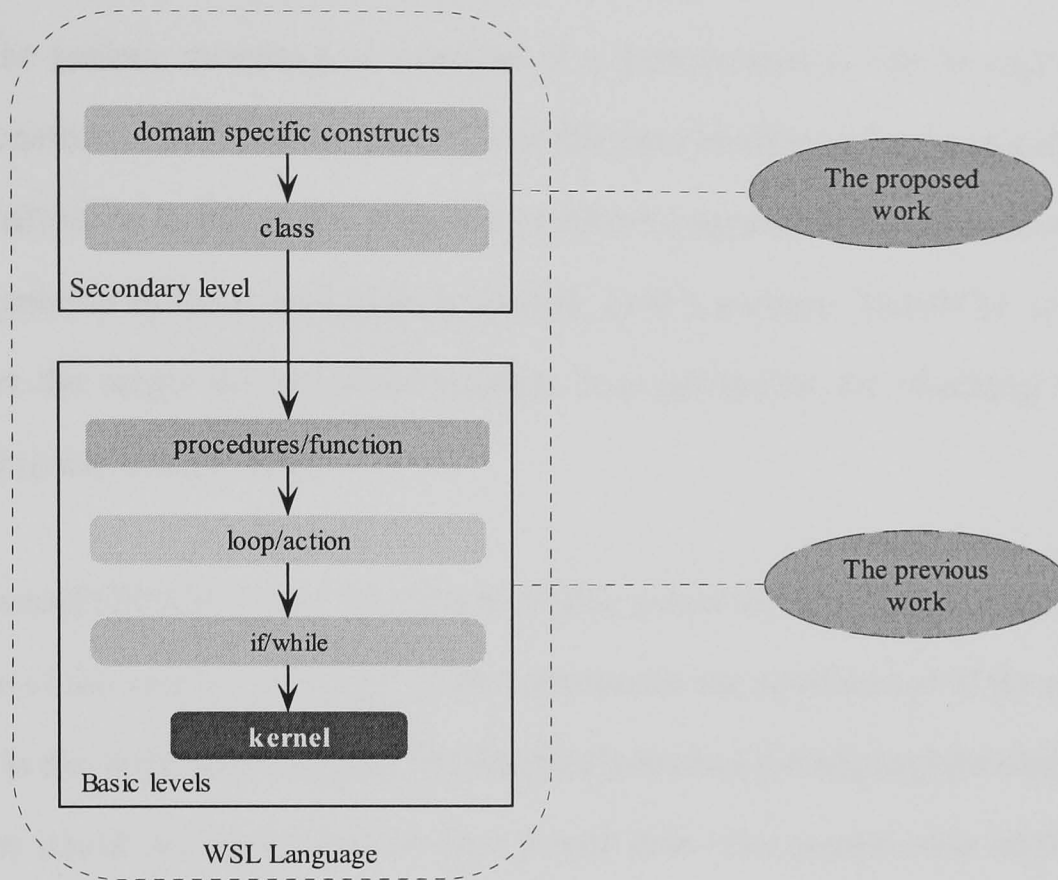 domain specific constructs
The proposed
work
class
Secondary level
procedures/function
loop/action
The previous
work
if/while
kernel
Basic levels
WSL Language